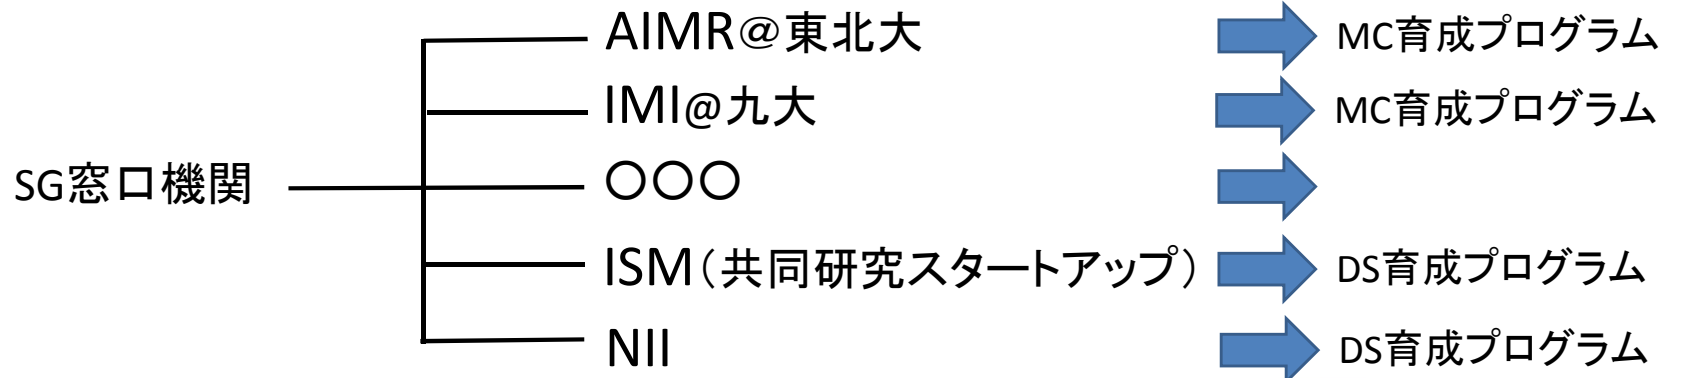 AIMR@東北大
MC育成プログラム
IMI@九大
MC育成プログラム
SG窓口機関
〇〇〇
ISM(共同研究スタートアップ)
DS育成プログラム
NII
DS育成プログラム